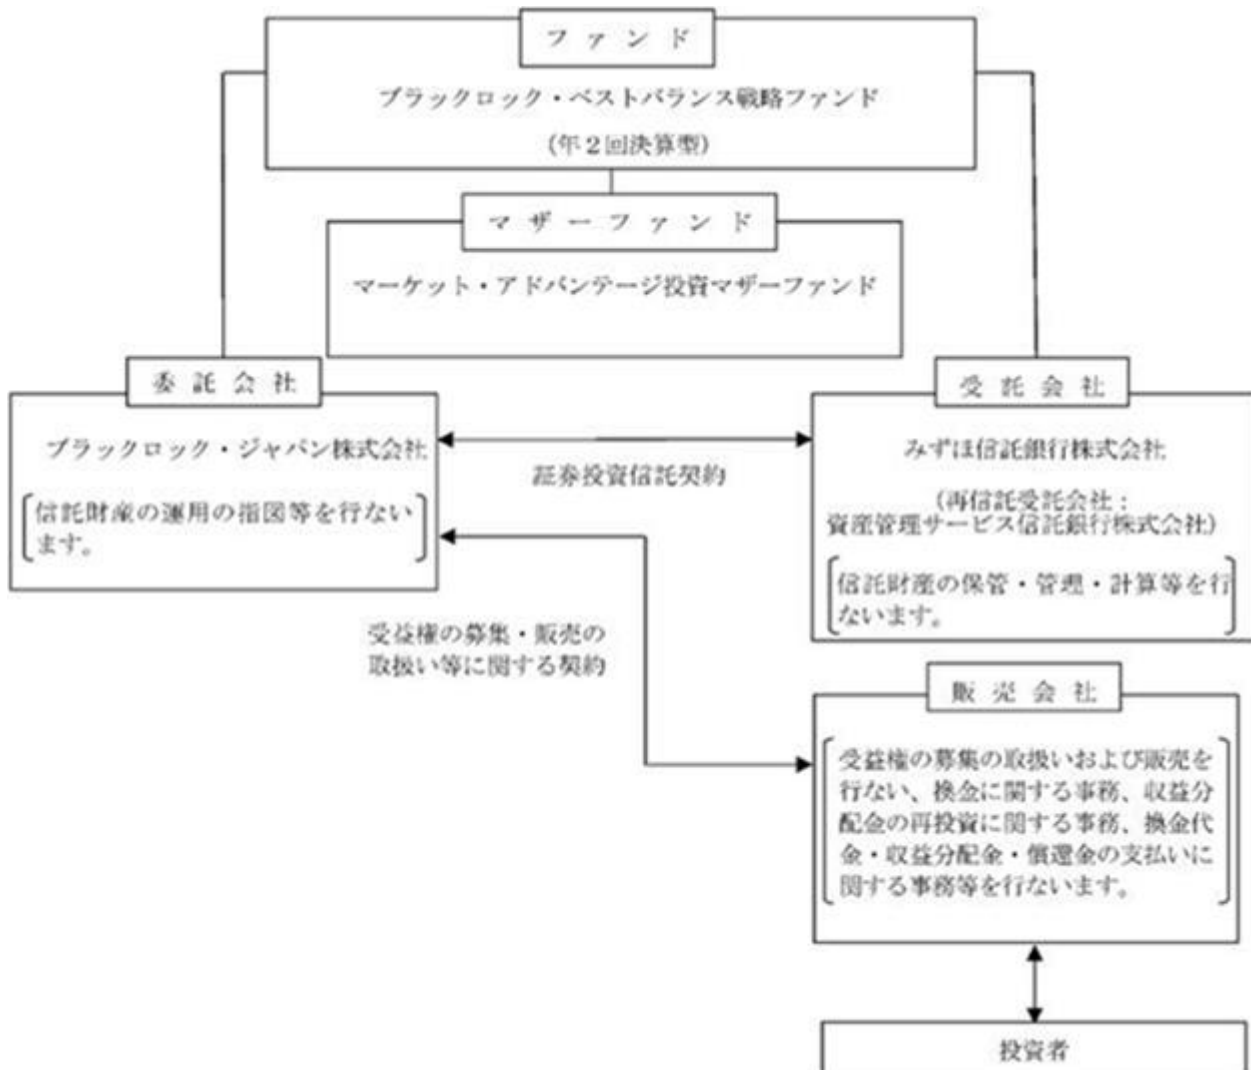 ファンド
ブラックロック・ベストバランス戦略ファンド
(年2回決算型)
マザーファンド
マーケット・アドバンテージ投資マザーファンド
委託会社
ブラックロック・ジャパン株式会社
信託財産の運用の指図等を行ない
ます。
証券投資信託契約
受託会社
みずほ信託銀行株式会社
(再信託受託会社:
資産管理サービス信託銀行株式会社)
信託財産の保管・管理・計算等を行
ないます。
受益権の募集・販売の
取扱い等に関する契約
販売会社
受益権の募集の取扱いおよび販売を
行ない、換金に関する事務、収益分
配金の再投資に関する事務、換金代
金・収益分配金・償還金の支払いに
関する事務等を行ないます。
投資者